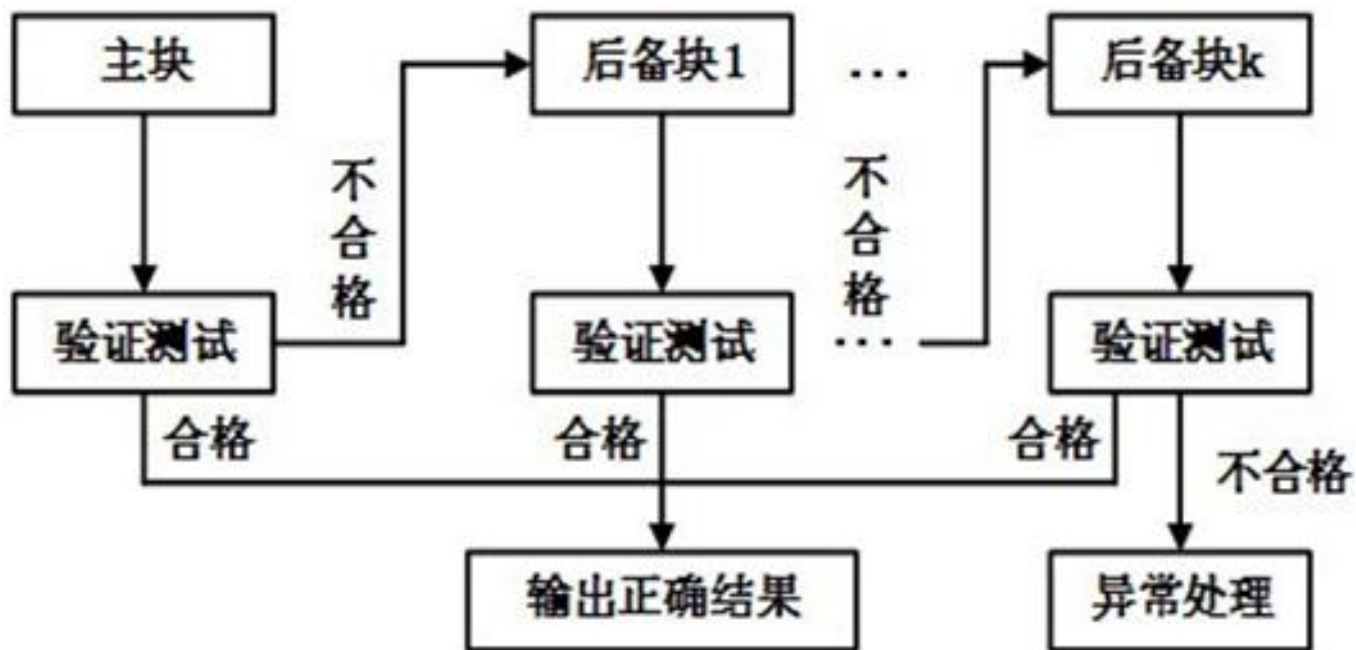 主块
后备块1
...
后备块k
不合格
不合格
验证测试
验证测试
...
验证测试
合格
合格
合格
不合格
输出正确结果
异常处理